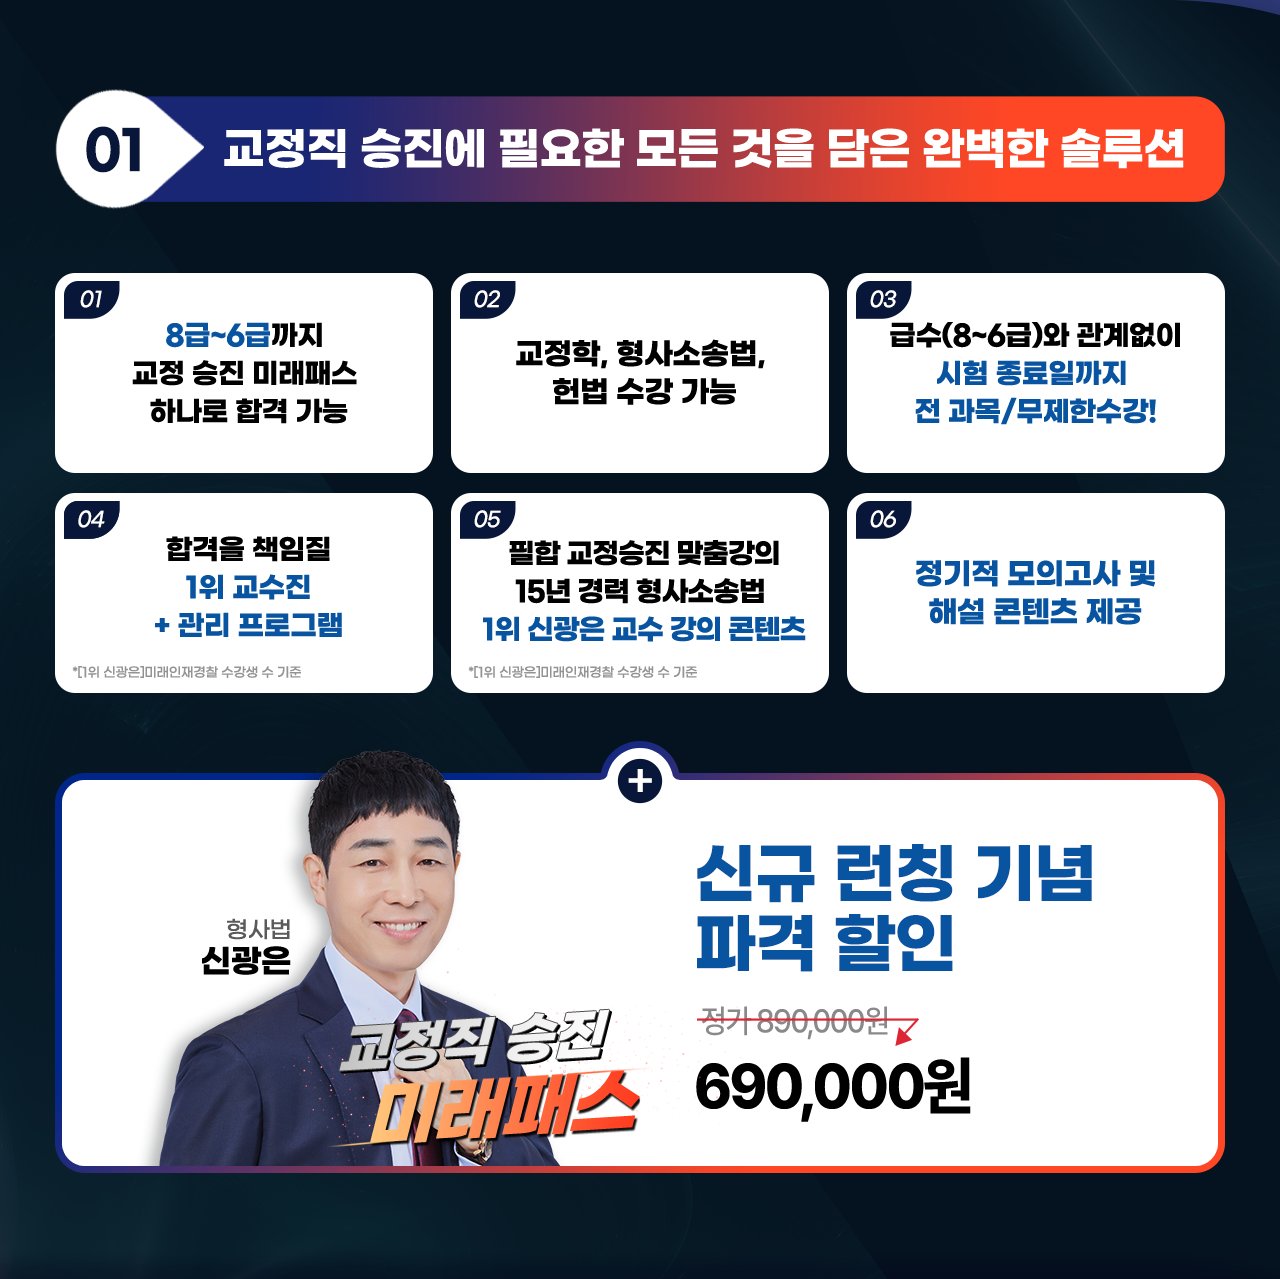 01 교정직 승진에 필요한 모든 것을 담은 완벽한 솔루션
01
8급~6급까지
교정 승진 미래패스
하나로 합격 가능
02
교정학, 형사소송법,
헌법 수강 가능
03
급수(8~6급)와 관계없이
시험 종료일까지
전 과목/무제한수강!
04
합격을 책임질
1위 교수진
+ 관리 프로그램
*[1위 신광은]미래인재경찰 수강생 수 기준
05
필합 교정승진 맞춤강의
15년 경력 형사소송법
1위 신광은 교수 강의 콘텐츠
*[1위 신광은]미래인재경찰 수강생 수 기준
06
정기적 모의고사 및
해설 콘텐츠 제공
+
형사법
신광은
교정직 승진
미래패스
신규 런칭 기념
파격 할인
정가 890,000원
690,000원